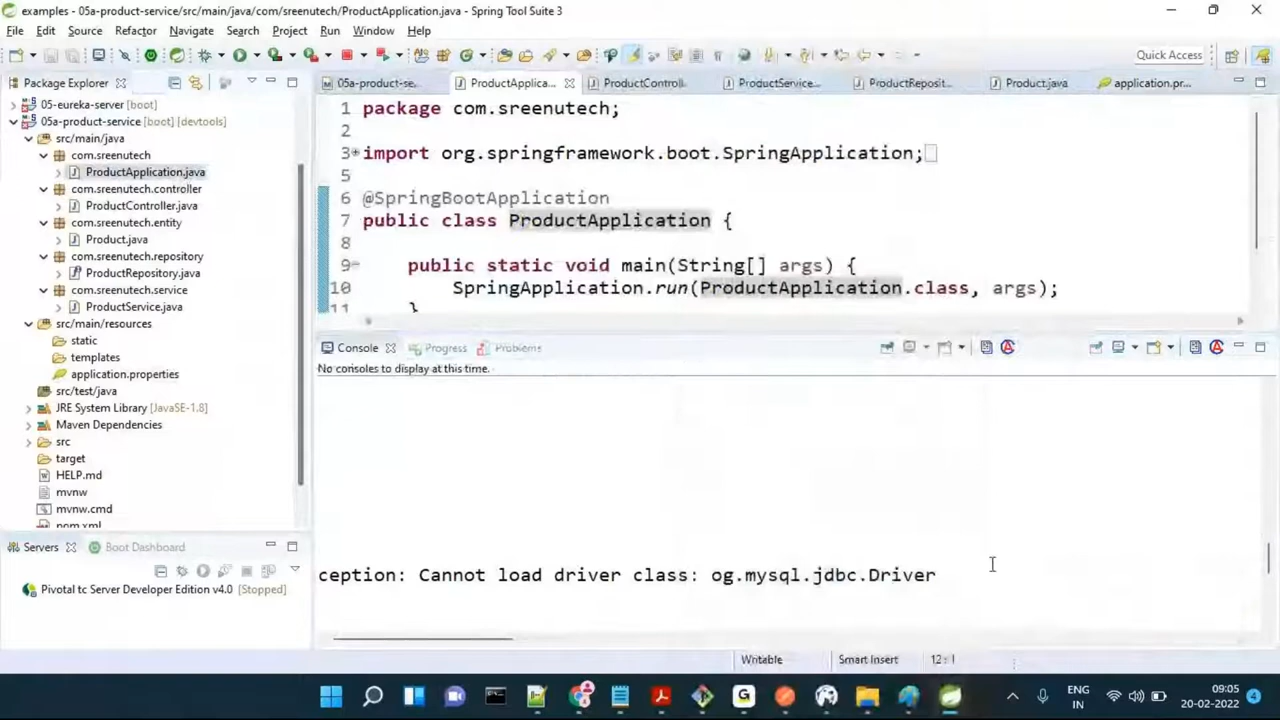 examples - 05a-product-service/src/main/java/com/sreenutech/ProductApplication.java - Spring Tool Suite 3
File Edit Source Refactor Navigate Search Project Run Window Help
Quick Access
Package Explorer
05-eureka-server [boot]
05a-product-service [boot] [devtools]
src/main/java
com.sreenutech
ProductApplication.java
com.sreenutech.controller
ProductController.java
com.sreenutech.entity
Product.java
com.sreenutech.repository
ProductRepository.java
com.sreenutech.service
ProductService.java
src/main/resources
static
templates
application.properties
src/test/java
JRE System Library [JavaSE-1.8]
Maven Dependencies
src
target
HELP.md
mvnw
mvnw.cmd
pom.xml
Servers Boot Dashboard
Pivotal tc Server Developer Edition v4.0 [Stopped]
05a-product-se... ProductApplica... ProductControll... ProductService... ProductReposit... Product.java application.pr...
1 package com.sreenutech;
2
3 import org.springframework.boot.SpringApplication;
5
6 @SpringBootApplication
7 public class ProductApplication {
8
9 public static void main(String[] args) {
10 SpringApplication.run(ProductApplication.class, args);
11 }
Console Progress Problems
No consoles to display at this time.
ception: Cannot load driver class: og.mysql.jdbc.Driver
Writable Smart Insert 12 : 1
ENG
IN
09:05
20-02-2022
4